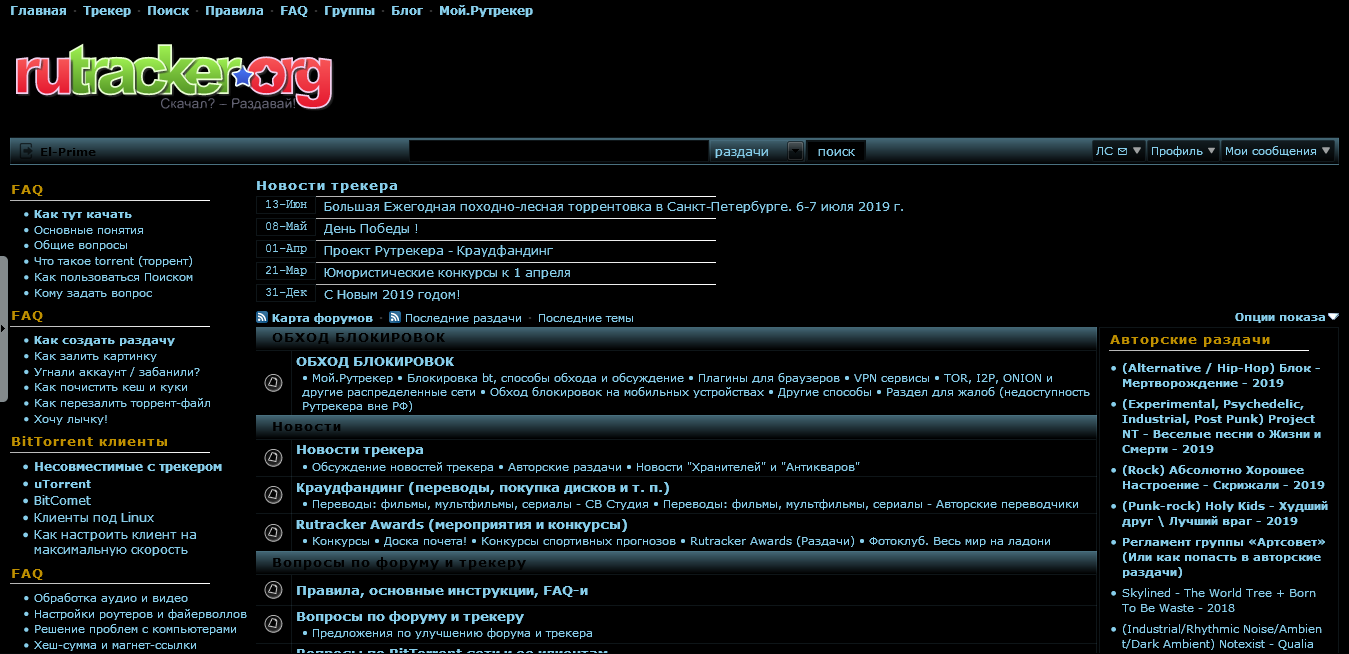 Главная · Трекер · Поиск · Правила · FAQ · Группы · Блог · Мой.Рутрекер
rutracker.org
Скачал? – Раздавай!
El-Prime раздачи поиск ЛС Профиль Мои сообщения
FAQ
• Как тут качать
• Основные понятия
• Общие вопросы
• Что такое torrent (торрент)
• Как пользоваться Поиском
• Кому задать вопрос
FAQ
• Как создать раздачу
• Как залить картинку
• Угнали аккаунт / забанили?
• Как почистить кеш и куки
• Как перезалить торрент-файл
• Хочу лычку!
BitTorrent клиенты
• Несовместимые с трекером
• uTorrent
• BitComet
• Клиенты под Linux
• Как настроить клиент на
максимальную скорость
FAQ
• Обработка аудио и видео
• Настройки роутеров и файерволлов
• Решение проблем с компьютерами
• Хеш-сумма и магнет-ссылки
Новости трекера
13-Июн Большая Ежегодная походно-лесная торрентовка в Санкт-Петербурге. 6-7 июля 2019 г.
08-Май День Победы !
01-Апр Проект Рутрекера - Краудфандинг
21-Мар Юмористические конкурсы к 1 апреля
31-Дек С Новым 2019 годом!
Карта форумов · Последние раздачи · Последние темы
Опции показа
ОБХОД БЛОКИРОВОК
ОБХОД БЛОКИРОВОК
• Мой.Рутрекер • Блокировка bt, способы обхода и обсуждение • Плагины для браузеров • VPN сервисы • TOR, I2P, ONION и
другие распределенные сети • Обход блокировок на мобильных устройствах • Другие способы • Раздел для жалоб (недоступность
Рутрекера вне РФ)
Новости
Новости трекера
• Обсуждение новостей трекера • Авторские раздачи • Новости "Хранителей" и "Антикваров"
Краудфандинг (переводы, покупка дисков и т. п.)
• Переводы: фильмы, мультфильмы, сериалы - СВ Студия • Переводы: фильмы, мультфильмы, сериалы - Авторские переводчики
Rutracker Awards (мероприятия и конкурсы)
• Конкурсы • Доска почета! • Конкурсы спортивных прогнозов • Rutracker Awards (Раздачи) • Фотоклуб. Весь мир на ладони
Вопросы по форуму и трекеру
Правила, основные инструкции, FAQ-и
Вопросы по форуму и трекеру
• Предложения по улучшению форума и трекера
Вопросы по BitTorrent сети и ее клиентам
Авторские раздачи
• (Alternative / Hip-Hop) Блок -
Мертворождение - 2019
• (Experimental, Psychedelic,
Industrial, Post Punk) Project
NT - Веселые песни о Жизни и
Смерти - 2019
• (Rock) Абсолютно Хорошее
Настроение - Скрижали - 2019
• (Punk-rock) Holy Kids - Худший
друг \ Лучший враг - 2019
• Регламент группы «Артсовет»
(Или как попасть в авторские
раздачи)
• Skylined - The World Tree + Born
To Be Waste - 2018
• (Industrial/Rhythmic Noise/Ambien
t/Dark Ambient) Notexist - Qualia